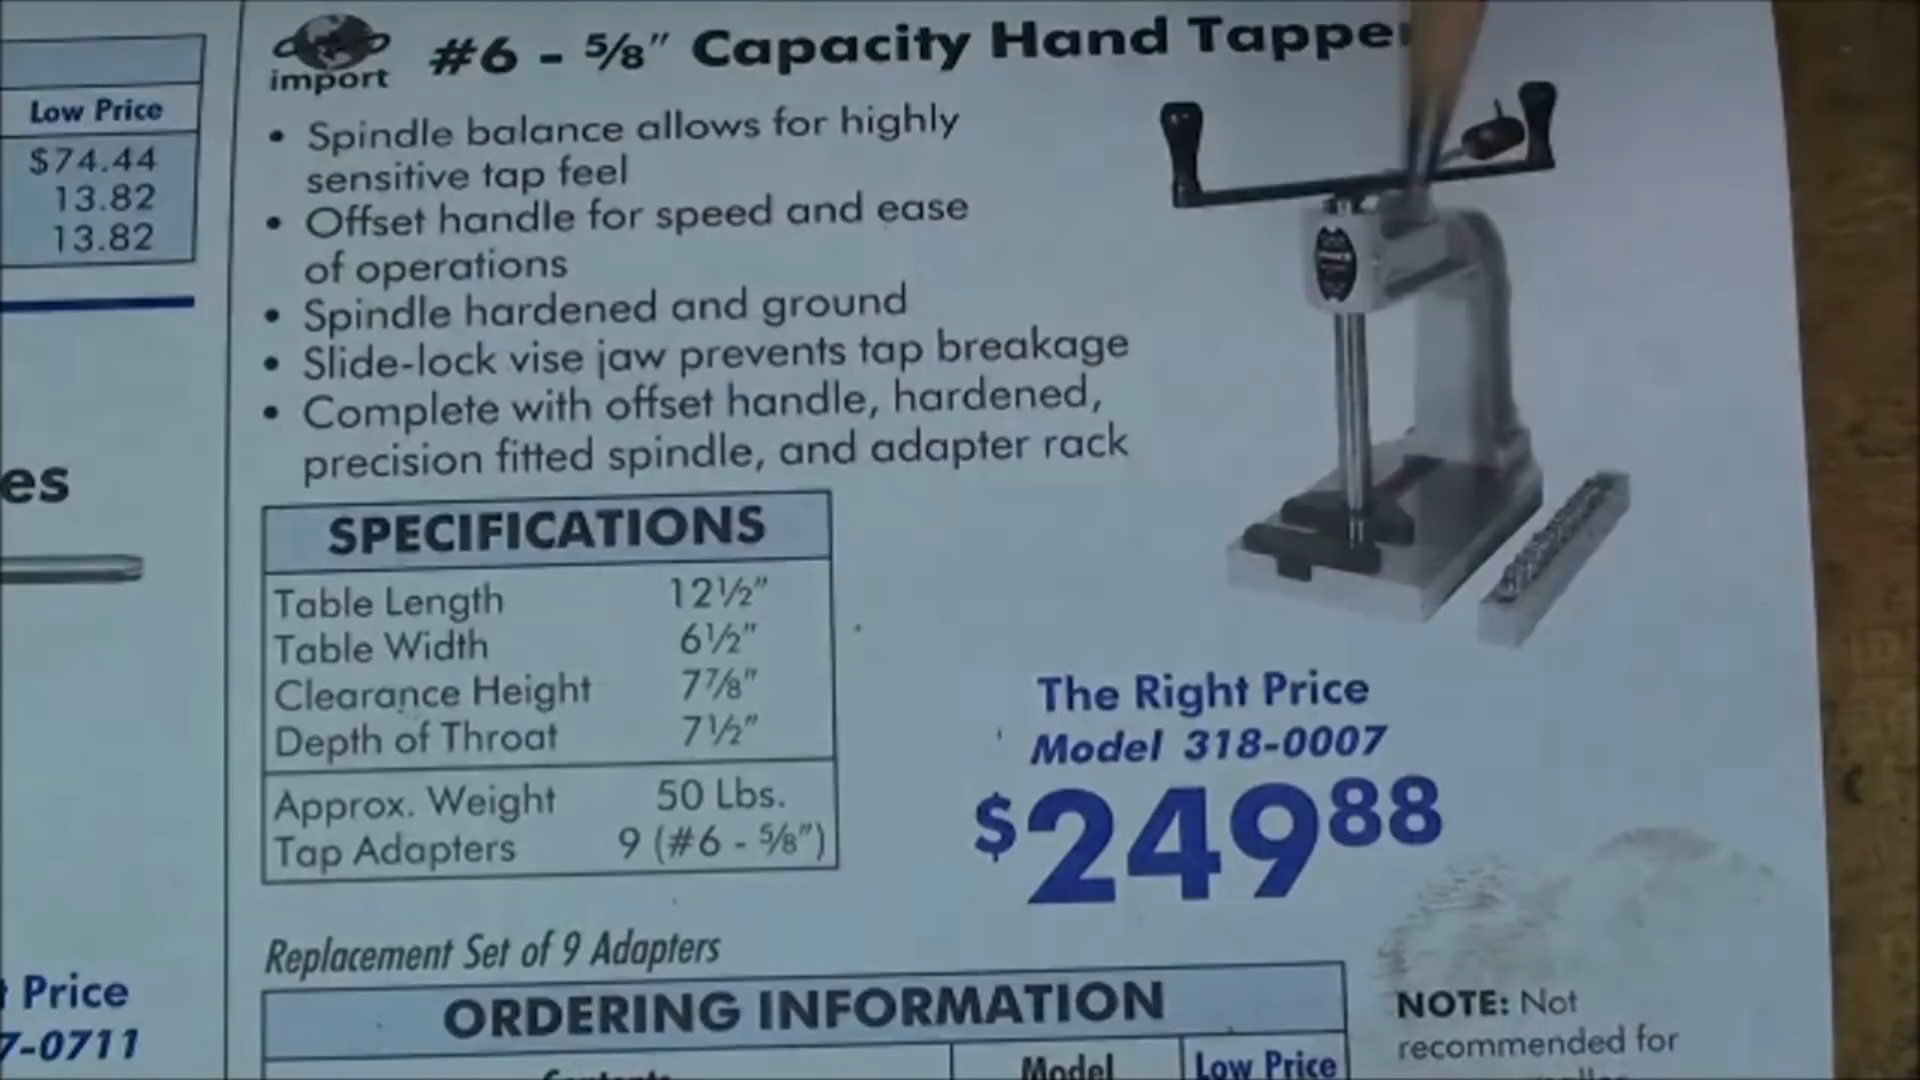 Low Price
$74.44
13.82
13.82
es
Price
7-0711
import
#6 - 5/8" Capacity Hand Tapper
• Spindle balance allows for highly
sensitive tap feel
• Offset handle for speed and ease
of operations
• Spindle hardened and ground
• Slide-lock vise jaw prevents tap breakage
• Complete with offset handle, hardened,
precision fitted spindle, and adapter rack
SPECIFICATIONS
Table Length 12½"
Table Width 6½"
Clearance Height 7⅞"
Depth of Throat 7½"
Approx. Weight 50 Lbs.
Tap Adapters 9 (#6 - 5/8")
The Right Price
Model 318-0007
$249.88
Replacement Set of 9 Adapters
ORDERING INFORMATION
Model Low Price
NOTE: Not
recommended for